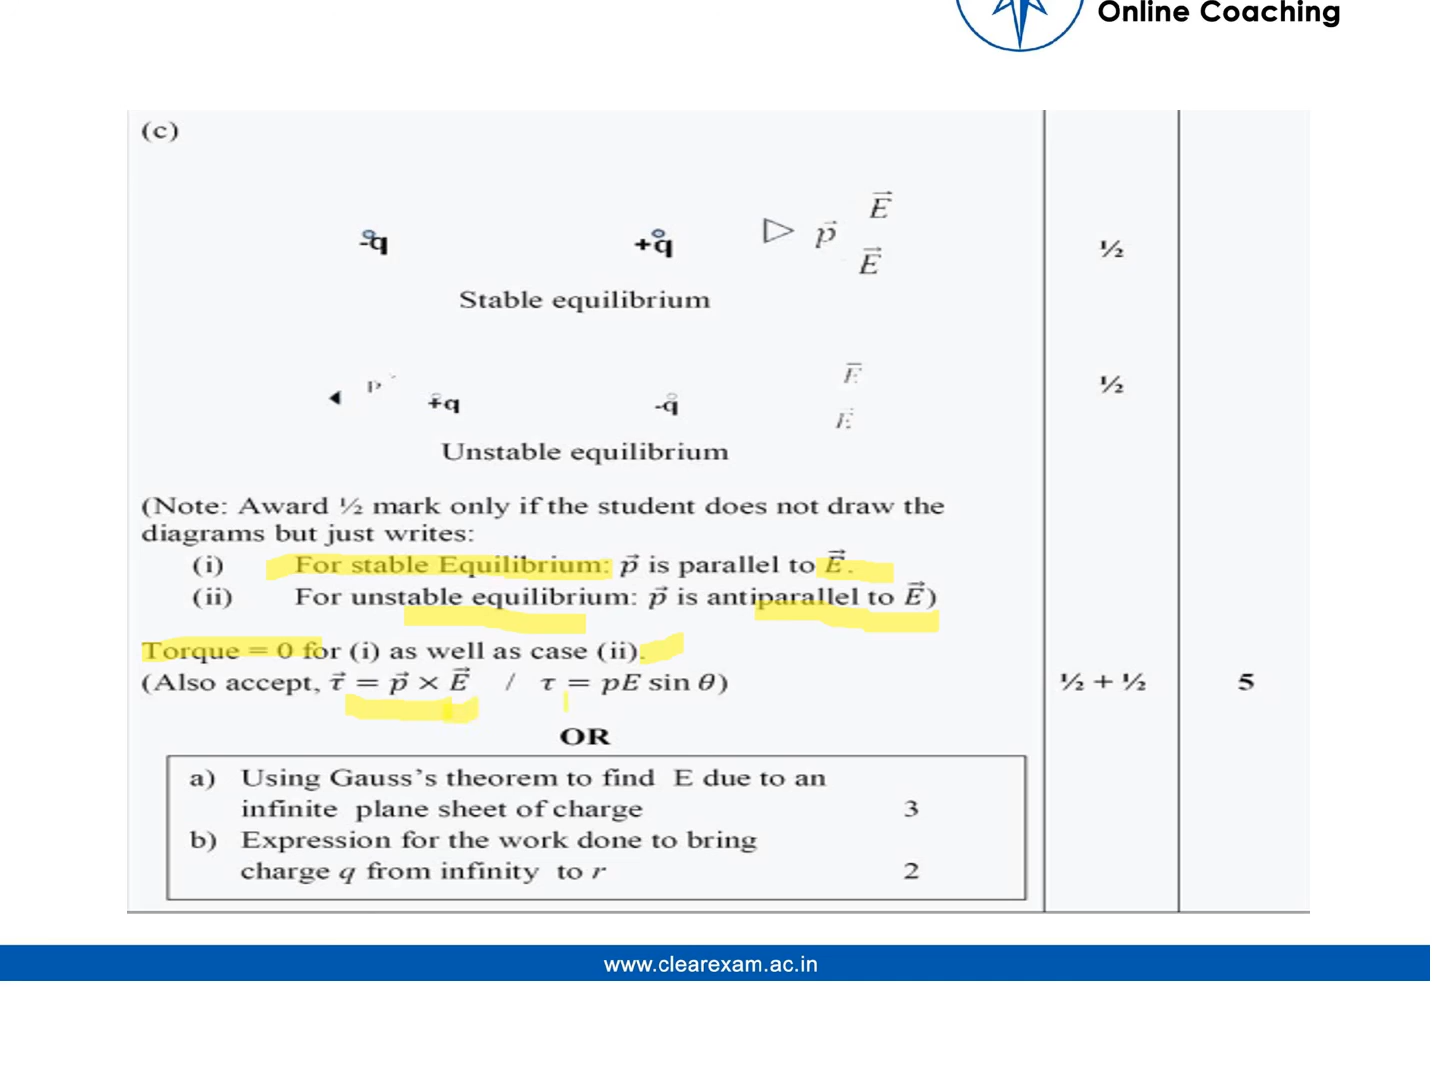 Online Coaching
(c)
-q +q ▷ p⃗ E⃗
E⃗
½
Stable equilibrium
p +q -q E
E
½
Unstable equilibrium
(Note: Award ½ mark only if the student does not draw the
diagrams but just writes:
(i) For stable Equilibrium: p⃗ is parallel to E⃗.
(ii) For unstable equilibrium: p⃗ is antiparallel to E⃗)
Torque = 0 for (i) as well as case (ii).
(Also accept, τ⃗ = p⃗ × E⃗ / τ = pE sin θ) ½ + ½ 5
OR
a) Using Gauss's theorem to find E due to an
infinite plane sheet of charge 3
b) Expression for the work done to bring
charge q from infinity to r 2
www.clearexam.ac.in